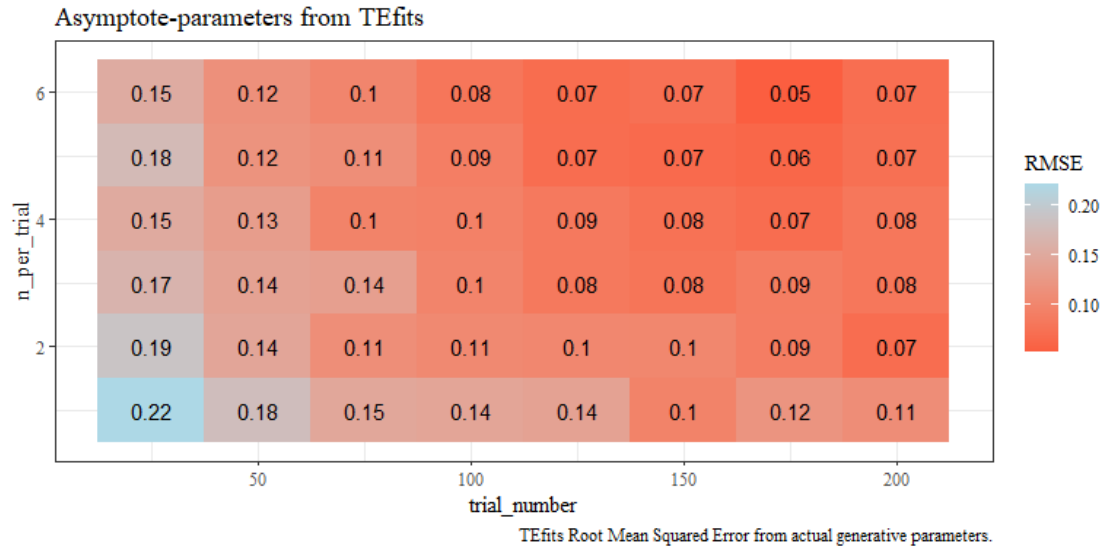 Asymptote-parameters from TEfits
6 0.15 0.12 0.1 0.08 0.07 0.07 0.05 0.07
0.18 0.12 0.11 0.09 0.07 0.07 0.06 0.07
4 0.15 0.13 0.1 0.1 0.09 0.08 0.07 0.08
0.17 0.14 0.14 0.1 0.08 0.08 0.09 0.08
2 0.19 0.14 0.11 0.11 0.1 0.1 0.09 0.07
0.22 0.18 0.15 0.14 0.14 0.1 0.12 0.11
n_per_trial
50 100 150 200
trial_number
RMSE
0.20
0.15
0.10
TEfits Root Mean Squared Error from actual generative parameters.